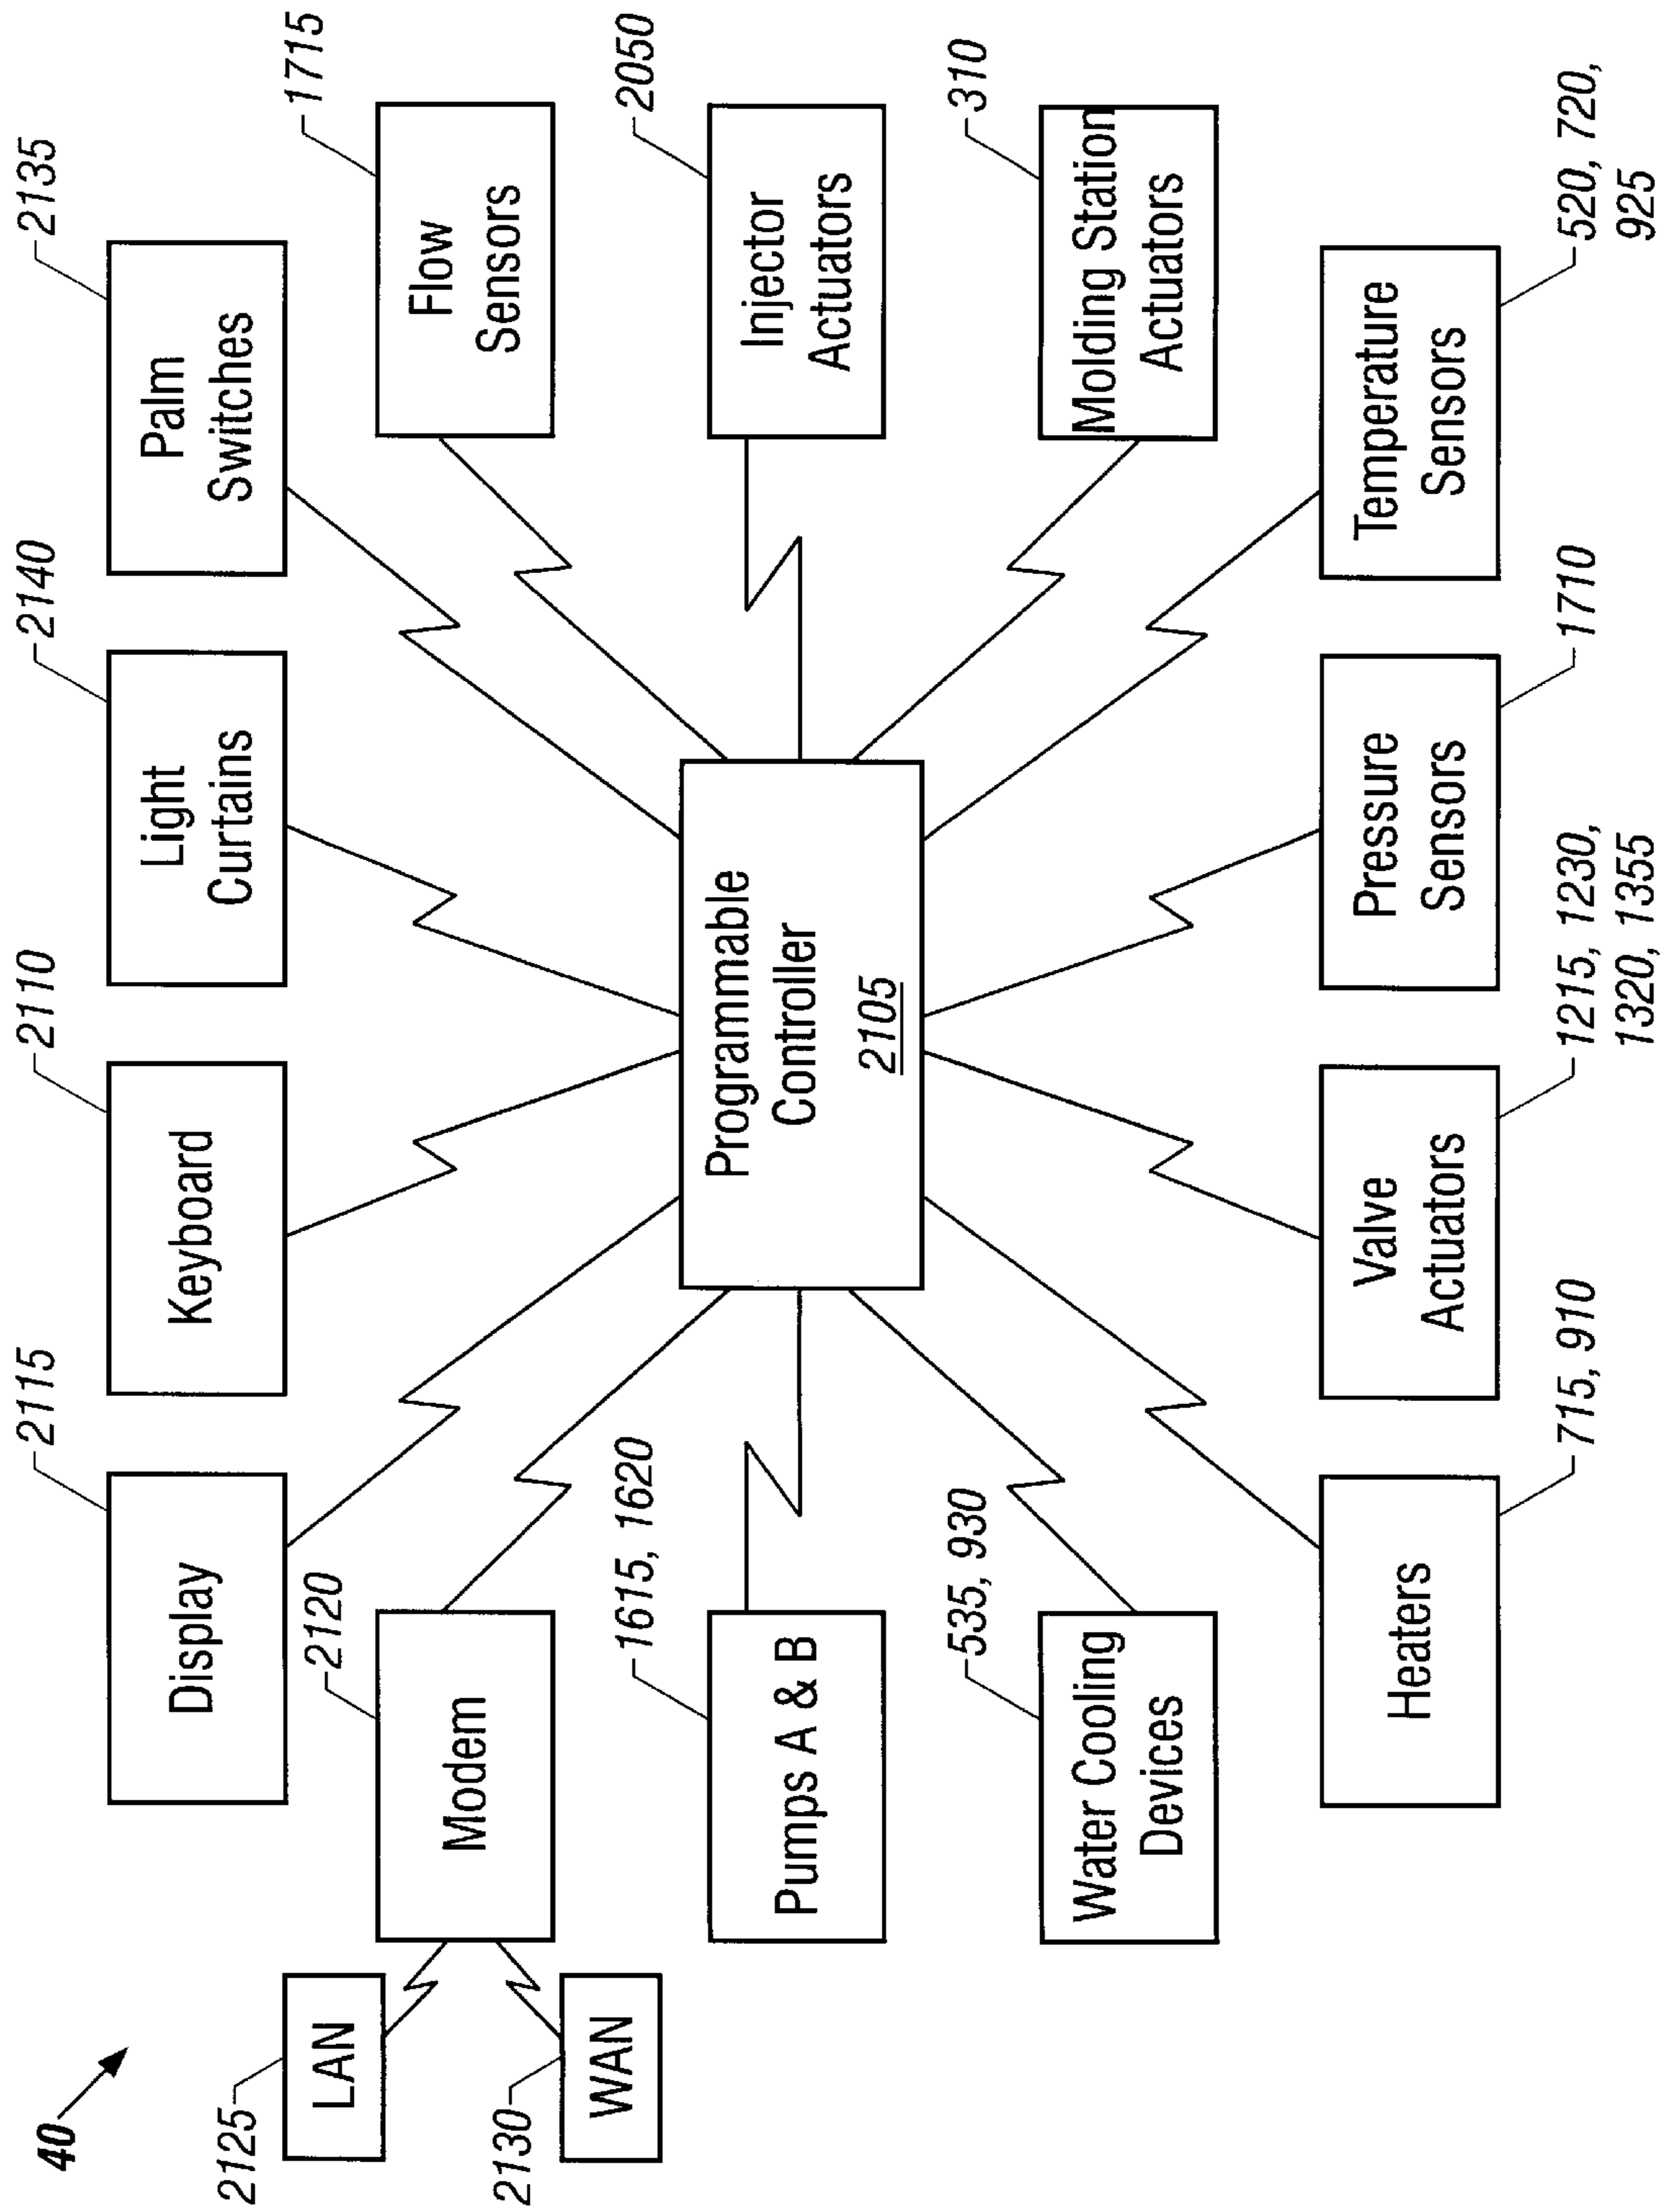 40
2115
2110
2140
2135
Display
Keyboard
Light
Curtains
Palm
Switches
2125
LAN
2120
Modem
1715
Flow
Sensors
2130
WAN
1615, 1620
Pumps A & B
Programmable
Controller
2105
2050
Injector
Actuators
535, 930
Water Cooling
Devices
310
Molding Station
Actuators
Heaters
Valve
Actuators
Pressure
Sensors
Temperature
Sensors
715, 910
1215, 1230,
1320, 1355
1710
520, 720,
925